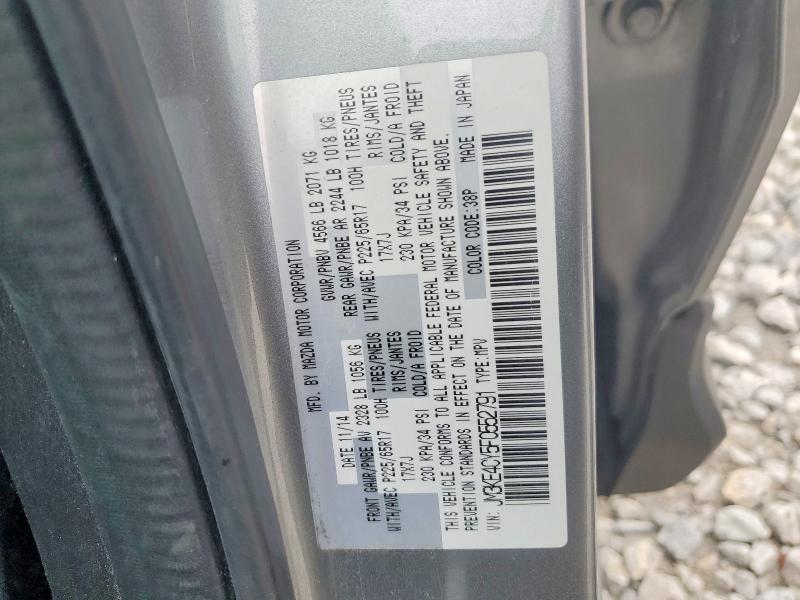 MFD. BY MAZDA MOTOR CORPORATION
DATE 11/14 GVWR/PNBV 4566 LB 2071 KG
FRONT GAWR/PNBE AV 2328 LB 1056 KG REAR GAWR/PNBE AR 2244 LB 1018 KG
WITH/AVEC P225/65R17 100H TIRES/PNEUS WITH/AVEC P225/65R17 100H TIRES/PNEUS
17X7J RIMS/JANTES 17X7J RIMS/JANTES
230 KPA/34 PSI COLD/A FROID 230 KPA/34 PSI COLD/A FROID
THIS VEHICLE CONFORMS TO ALL APPLICABLE FEDERAL MOTOR VEHICLE SAFETY AND THEFT
PREVENTION STANDARDS IN EFFECT ON THE DATE OF MANUFACTURE SHOWN ABOVE.
COLOR CODE:38P MADE IN JAPAN
VIN: JM3KE4CY5F0552791 TYPE:MPV